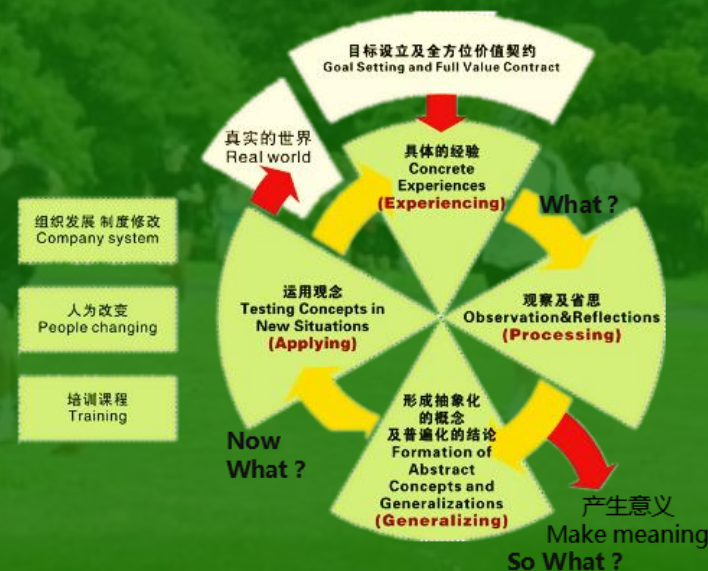 目标设立及全方位价值契约
Goal Setting and Full Value Contract
真实的世界
Real world
具体的经验
Concrete
Experiences
(Experiencing)
What ?
组织发展 制度修改
Company system
人为改变
People changing
培训课程
Training
运用观念
Testing Concepts in
New Situations
(Applying)
观察及省思
Observation&Reflections
(Processing)
形成抽象化
的概念
及普遍化的结论
Formation of
Abstract
Concepts and
Generalizations
(Generalizing)
Now
What ?
产生意义
Make meaning
So What ?